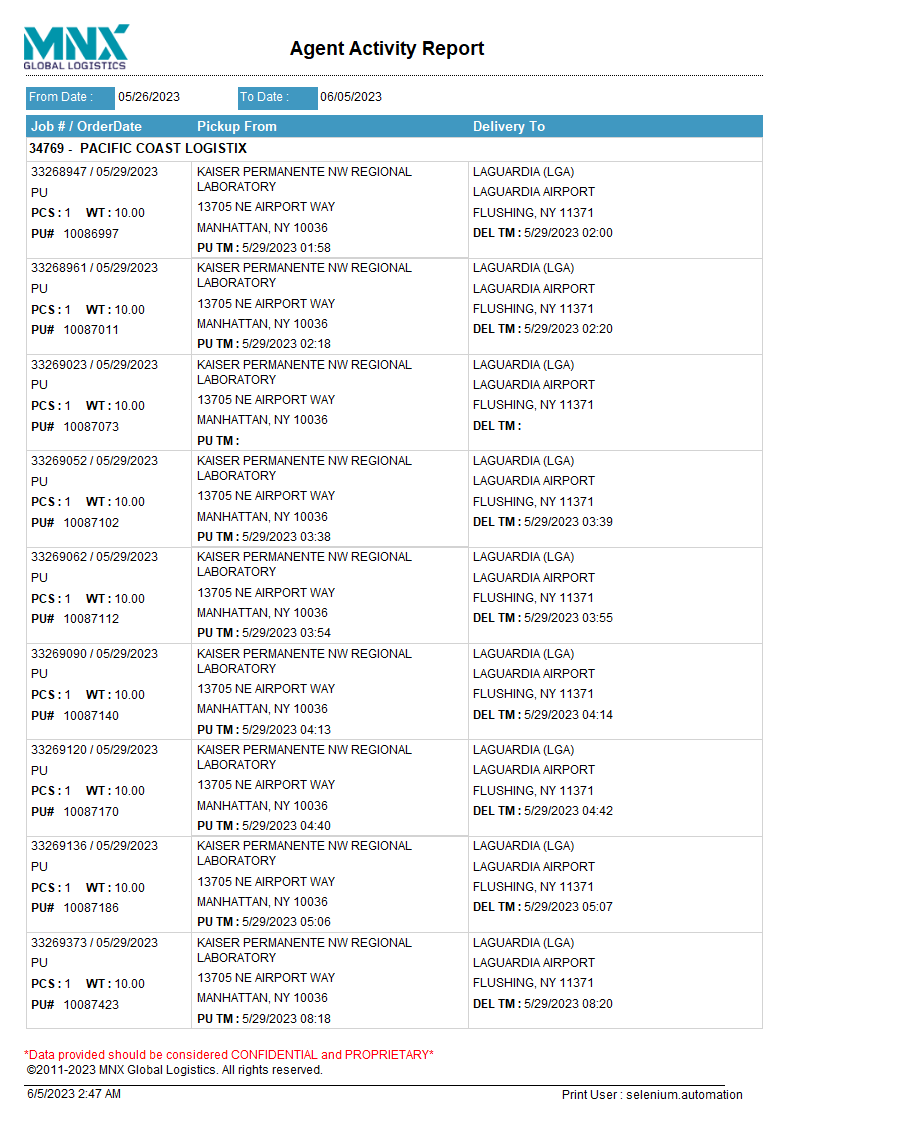 MNX
GLOBAL LOGISTICS
Agent Activity Report
From Date : 05/26/2023 To Date : 06/05/2023
Job # / OrderDate Pickup From Delivery To
34769 - PACIFIC COAST LOGISTIX
33268947 / 05/29/2023
PU
PCS : 1 WT : 10.00
PU# 10086997
KAISER PERMANENTE NW REGIONAL
LABORATORY
13705 NE AIRPORT WAY
MANHATTAN, NY 10036
PU TM : 5/29/2023 01:58
LAGUARDIA (LGA)
LAGUARDIA AIRPORT
FLUSHING, NY 11371
DEL TM : 5/29/2023 02:00
33268961 / 05/29/2023
PU
PCS : 1 WT : 10.00
PU# 10087011
KAISER PERMANENTE NW REGIONAL
LABORATORY
13705 NE AIRPORT WAY
MANHATTAN, NY 10036
PU TM : 5/29/2023 02:18
LAGUARDIA (LGA)
LAGUARDIA AIRPORT
FLUSHING, NY 11371
DEL TM : 5/29/2023 02:20
33269023 / 05/29/2023
PU
PCS : 1 WT : 10.00
PU# 10087073
KAISER PERMANENTE NW REGIONAL
LABORATORY
13705 NE AIRPORT WAY
MANHATTAN, NY 10036
PU TM :
LAGUARDIA (LGA)
LAGUARDIA AIRPORT
FLUSHING, NY 11371
DEL TM :
33269052 / 05/29/2023
PU
PCS : 1 WT : 10.00
PU# 10087102
KAISER PERMANENTE NW REGIONAL
LABORATORY
13705 NE AIRPORT WAY
MANHATTAN, NY 10036
PU TM : 5/29/2023 03:38
LAGUARDIA (LGA)
LAGUARDIA AIRPORT
FLUSHING, NY 11371
DEL TM : 5/29/2023 03:39
33269062 / 05/29/2023
PU
PCS : 1 WT : 10.00
PU# 10087112
KAISER PERMANENTE NW REGIONAL
LABORATORY
13705 NE AIRPORT WAY
MANHATTAN, NY 10036
PU TM : 5/29/2023 03:54
LAGUARDIA (LGA)
LAGUARDIA AIRPORT
FLUSHING, NY 11371
DEL TM : 5/29/2023 03:55
33269090 / 05/29/2023
PU
PCS : 1 WT : 10.00
PU# 10087140
KAISER PERMANENTE NW REGIONAL
LABORATORY
13705 NE AIRPORT WAY
MANHATTAN, NY 10036
PU TM : 5/29/2023 04:13
LAGUARDIA (LGA)
LAGUARDIA AIRPORT
FLUSHING, NY 11371
DEL TM : 5/29/2023 04:14
33269120 / 05/29/2023
PU
PCS : 1 WT : 10.00
PU# 10087170
KAISER PERMANENTE NW REGIONAL
LABORATORY
13705 NE AIRPORT WAY
MANHATTAN, NY 10036
PU TM : 5/29/2023 04:40
LAGUARDIA (LGA)
LAGUARDIA AIRPORT
FLUSHING, NY 11371
DEL TM : 5/29/2023 04:42
33269136 / 05/29/2023
PU
PCS : 1 WT : 10.00
PU# 10087186
KAISER PERMANENTE NW REGIONAL
LABORATORY
13705 NE AIRPORT WAY
MANHATTAN, NY 10036
PU TM : 5/29/2023 05:06
LAGUARDIA (LGA)
LAGUARDIA AIRPORT
FLUSHING, NY 11371
DEL TM : 5/29/2023 05:07
33269373 / 05/29/2023
PU
PCS : 1 WT : 10.00
PU# 10087423
KAISER PERMANENTE NW REGIONAL
LABORATORY
13705 NE AIRPORT WAY
MANHATTAN, NY 10036
PU TM : 5/29/2023 08:18
LAGUARDIA (LGA)
LAGUARDIA AIRPORT
FLUSHING, NY 11371
DEL TM : 5/29/2023 08:20
*Data provided should be considered CONFIDENTIAL and PROPRIETARY*
©2011-2023 MNX Global Logistics. All rights reserved.
6/5/2023 2:47 AM Print User : selenium.automation